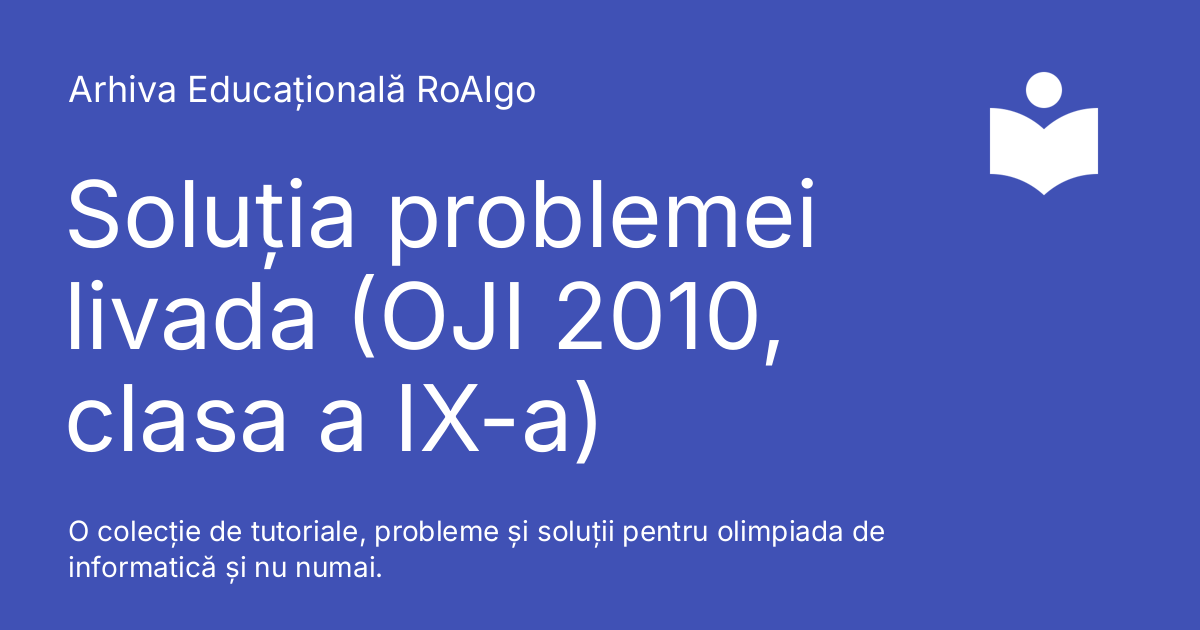 Arhiva Educațională RoAlgo
Soluția problemei
livada (OJI 2010,
clasa a IX-a)
O colecție de tutoriale, probleme și soluții pentru olimpiada de
informatică și nu numai.